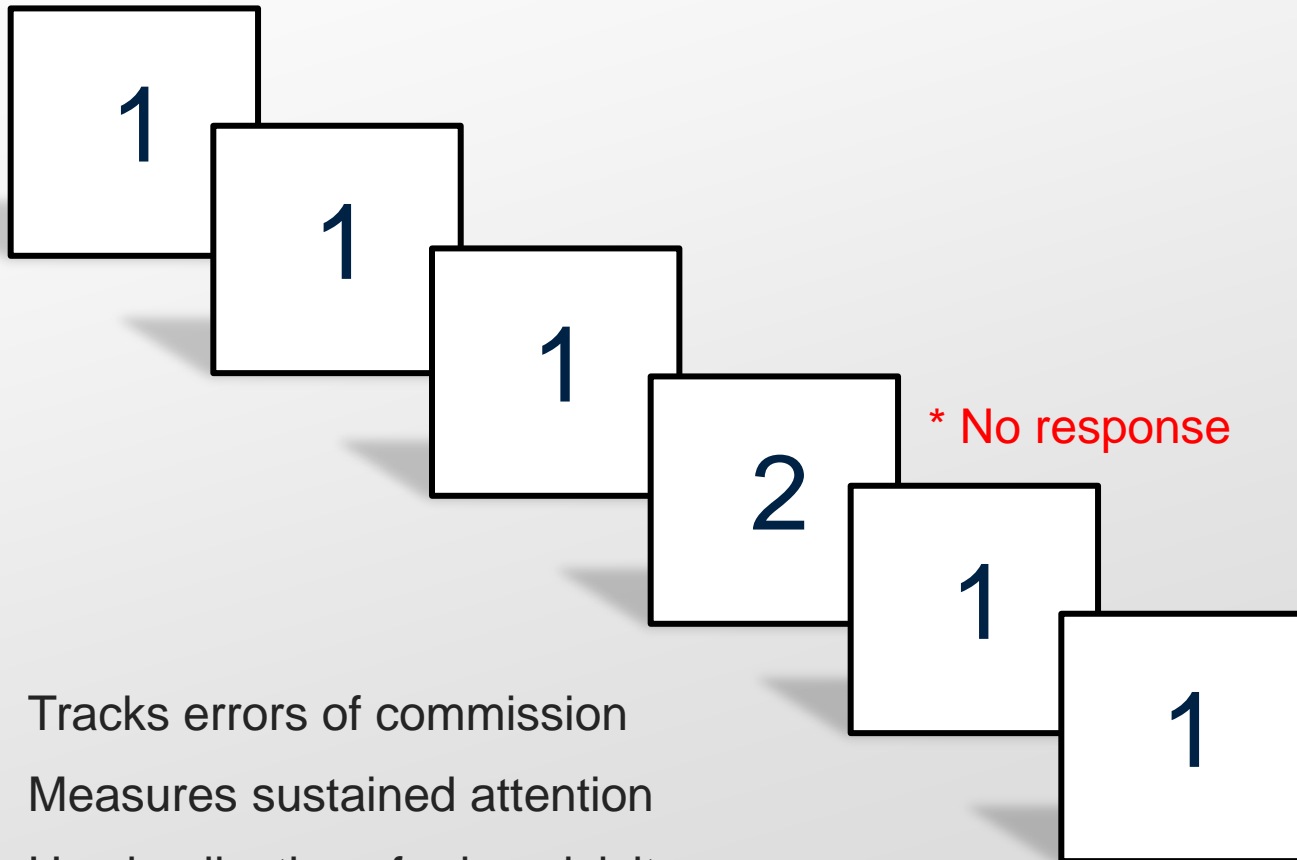 1
1
1
2
* No response
1
1
Tracks errors of commission
Measures sustained attention